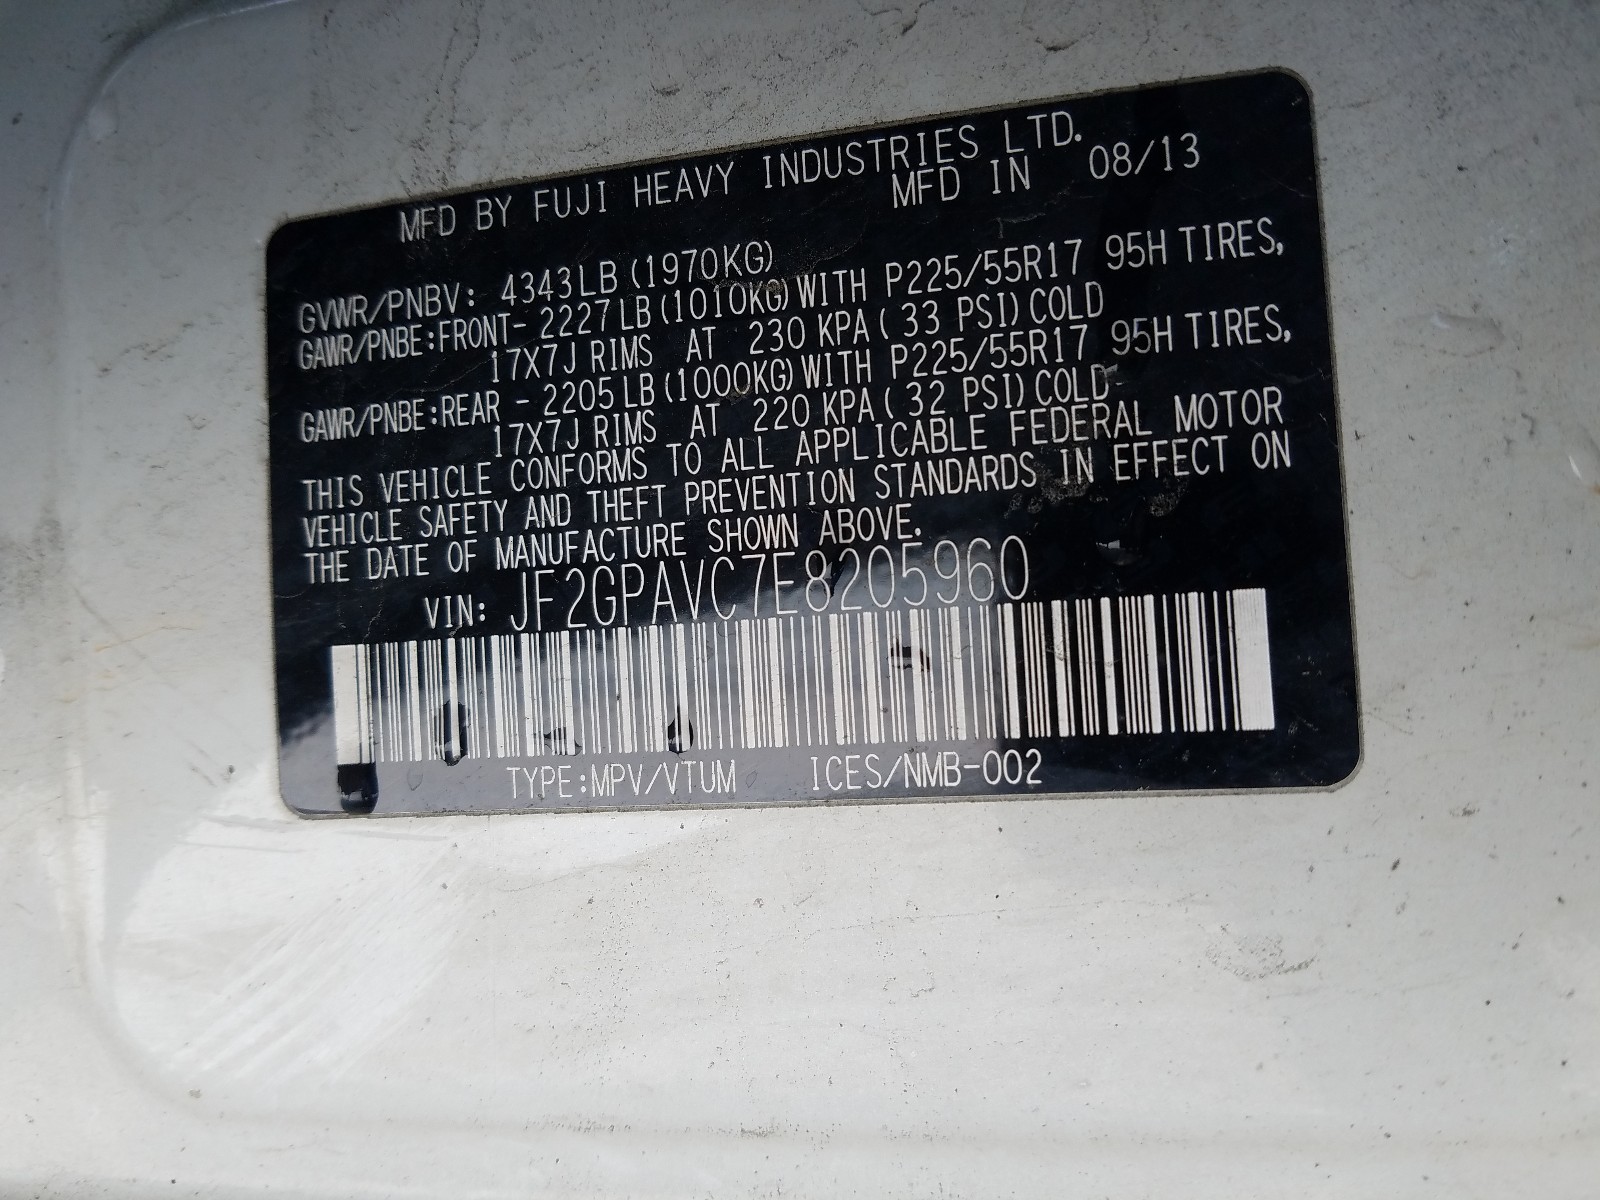 MFD BY FUJI HEAVY INDUSTRIES LTD.
MFD IN 08/13
GVWR/PNBV: 4343LB (1970KG)
GAWR/PNBE:FRONT- 2227LB (1010KG) WITH P225/55R17 95H TIRES,
17X7J RIMS AT 230 KPA ( 33 PSI) COLD
GAWR/PNBE:REAR - 2205LB (1000KG) WITH P225/55R17 95H TIRES,
17X7J RIMS AT 220 KPA ( 32 PSI) COLD
THIS VEHICLE CONFORMS TO ALL APPLICABLE FEDERAL MOTOR
VEHICLE SAFETY AND THEFT PREVENTION STANDARDS IN EFFECT ON
THE DATE OF MANUFACTURE SHOWN ABOVE.
VIN: JF2GPAVC7E8205960
TYPE:MPV/VTUM ICES/NMB-002